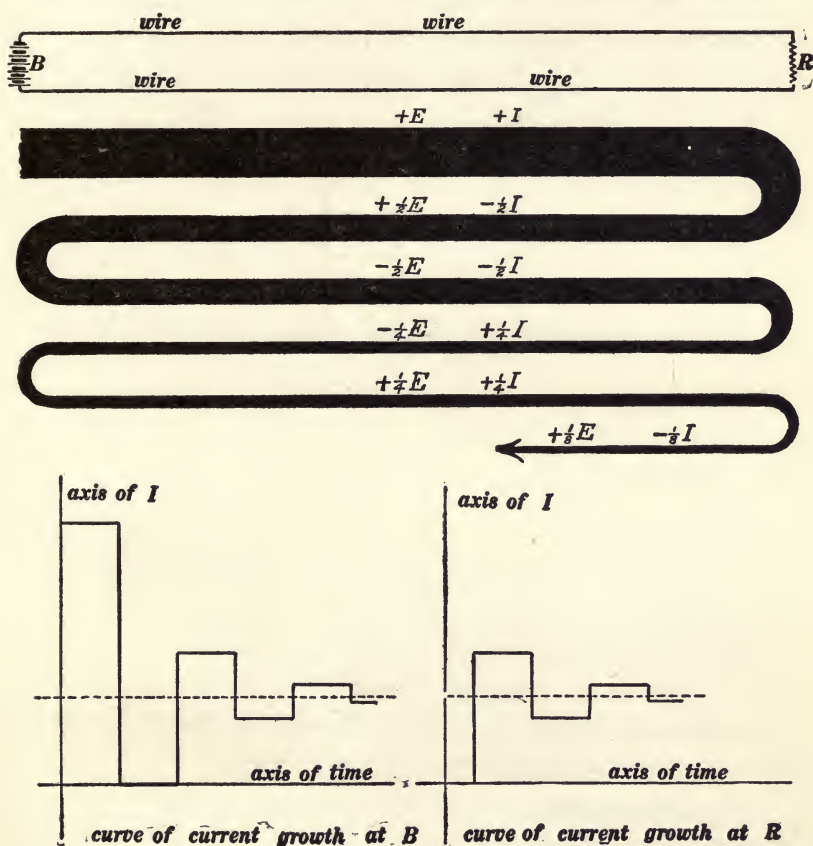 wire wire
B R
wire wire
+E +I
+½E -½I
-½E -½I
-¼E +¼I
+¼E +¼I
+⅛E -⅛I
axis of I axis of I
axis of time axis of time
curve of current growth at B curve of current growth at R